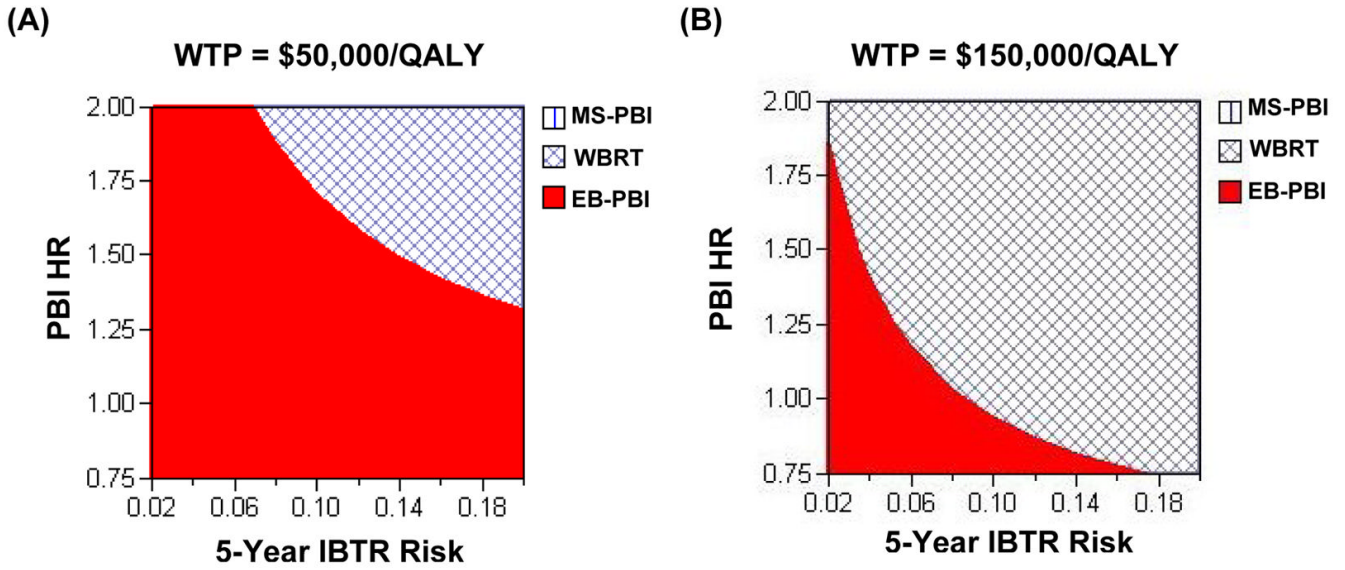 (A)
WTP = $50,000/QALY
2.00
1.75
1.50
1.25
1.00
0.75
PBI HR
0.02 0.06 0.10 0.14 0.18
5-Year IBTR Risk
MS-PBI
WBRT
EB-PBI
(B)
WTP = $150,000/QALY
2.00
1.75
1.50
1.25
1.00
0.75
PBI HR
0.02 0.06 0.10 0.14 0.18
5-Year IBTR Risk
MS-PBI
WBRT
EB-PBI